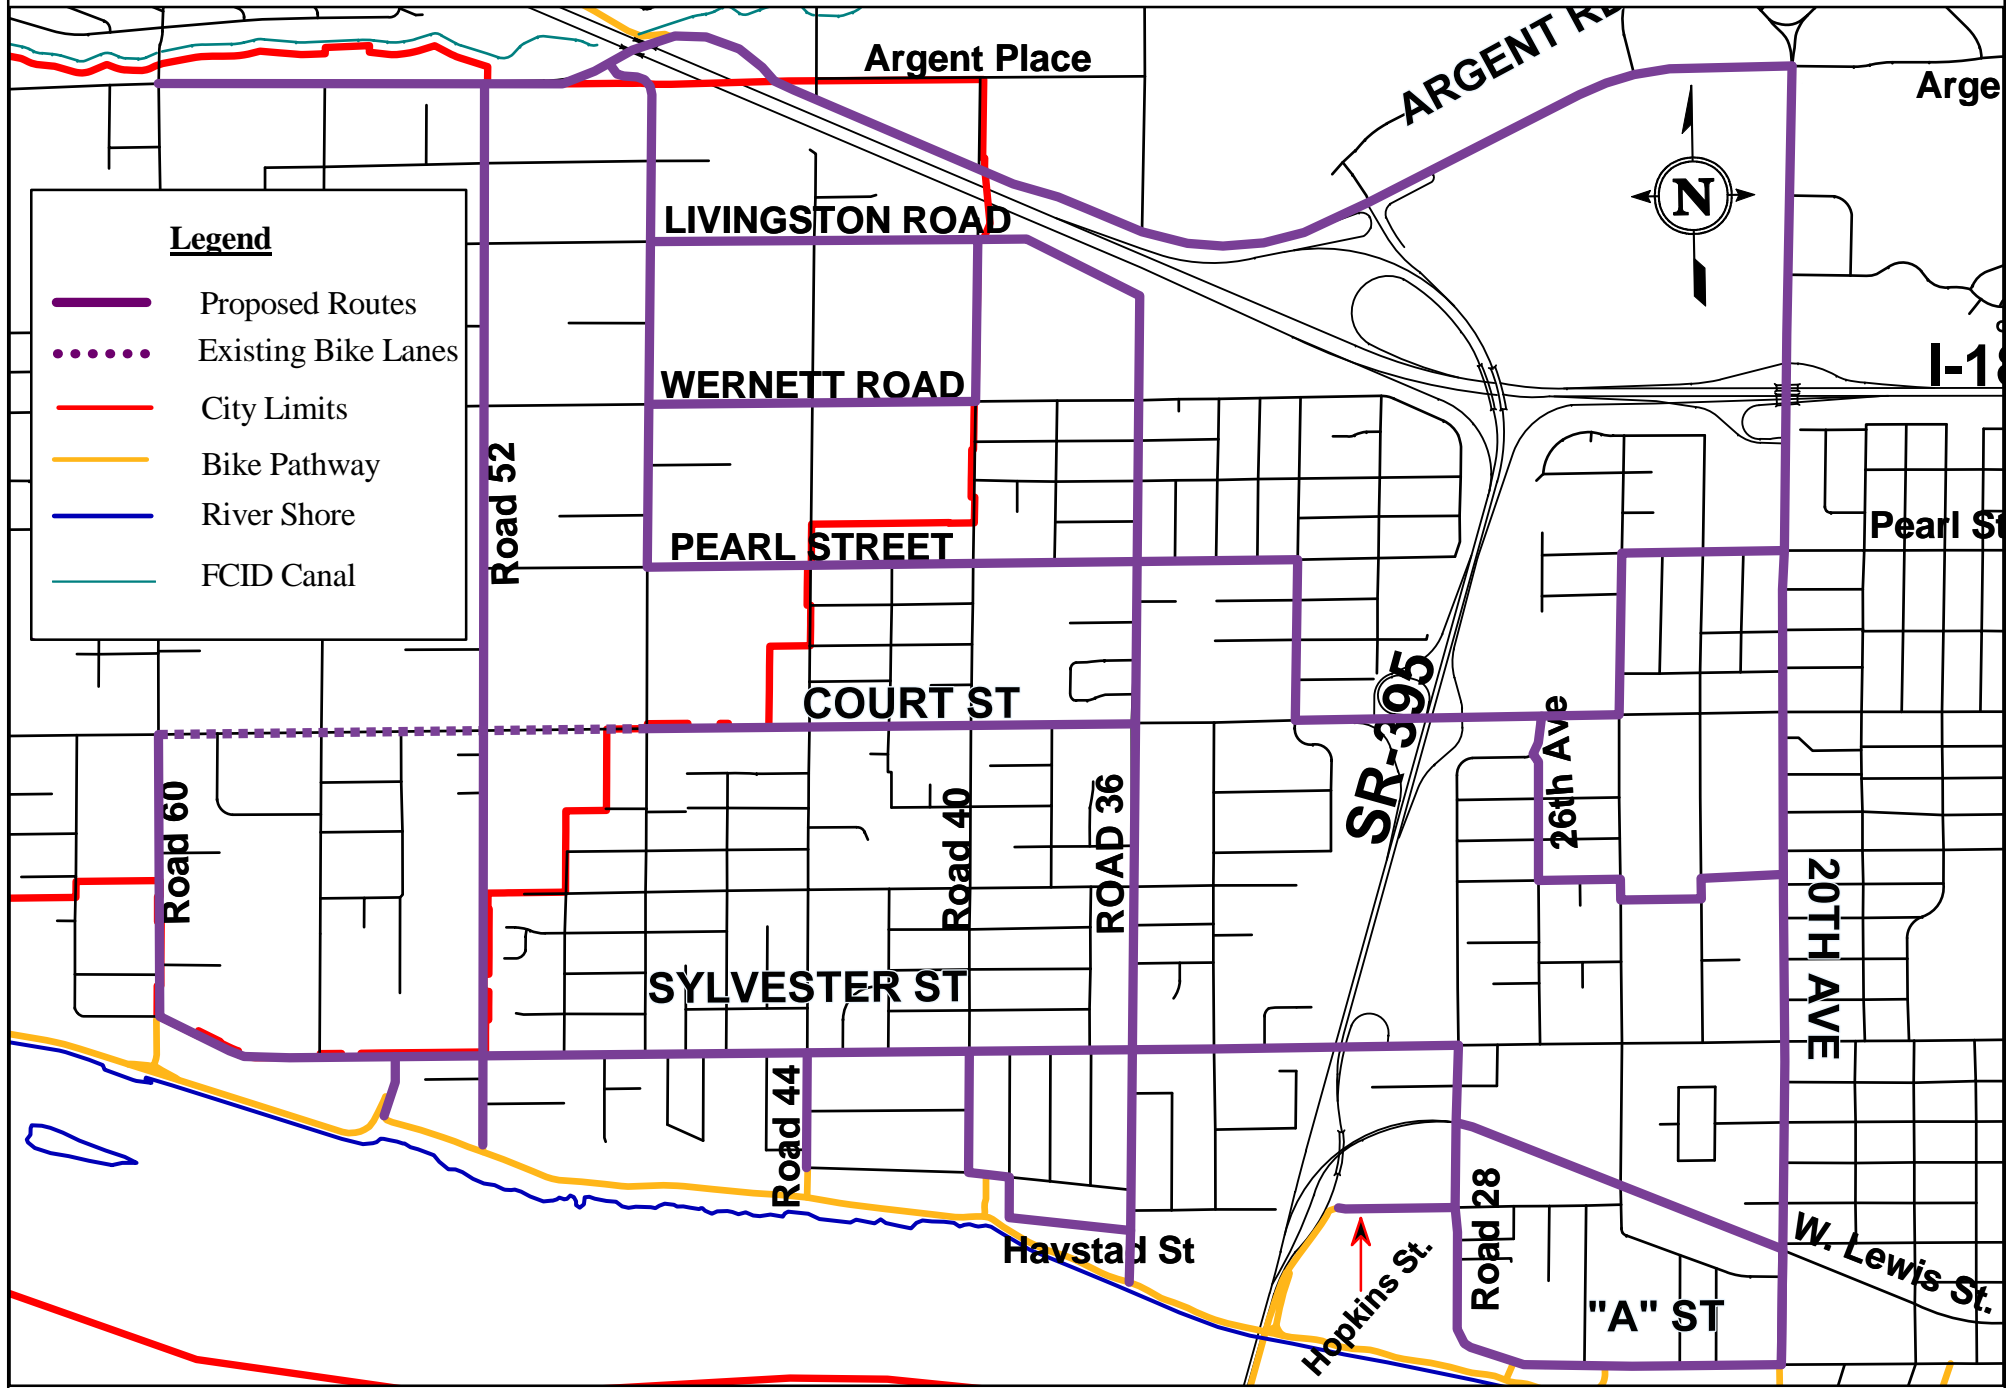 Argent Place
ARGENT RD
Arge
N
LIVINGSTON ROAD
Legend
Proposed Routes
Existing Bike Lanes
City Limits
Bike Pathway
River Shore
FCID Canal
WERNETT ROAD
I-18
Road 52
PEARL STREET
Pearl St
COURT ST
SR-395
26th Ave
Road 60
Road 40
ROAD 36
20TH AVE
SYLVESTER ST
Road 44
Road 28
Havstad St
Hopkins St.
W. Lewis St.
"A" ST